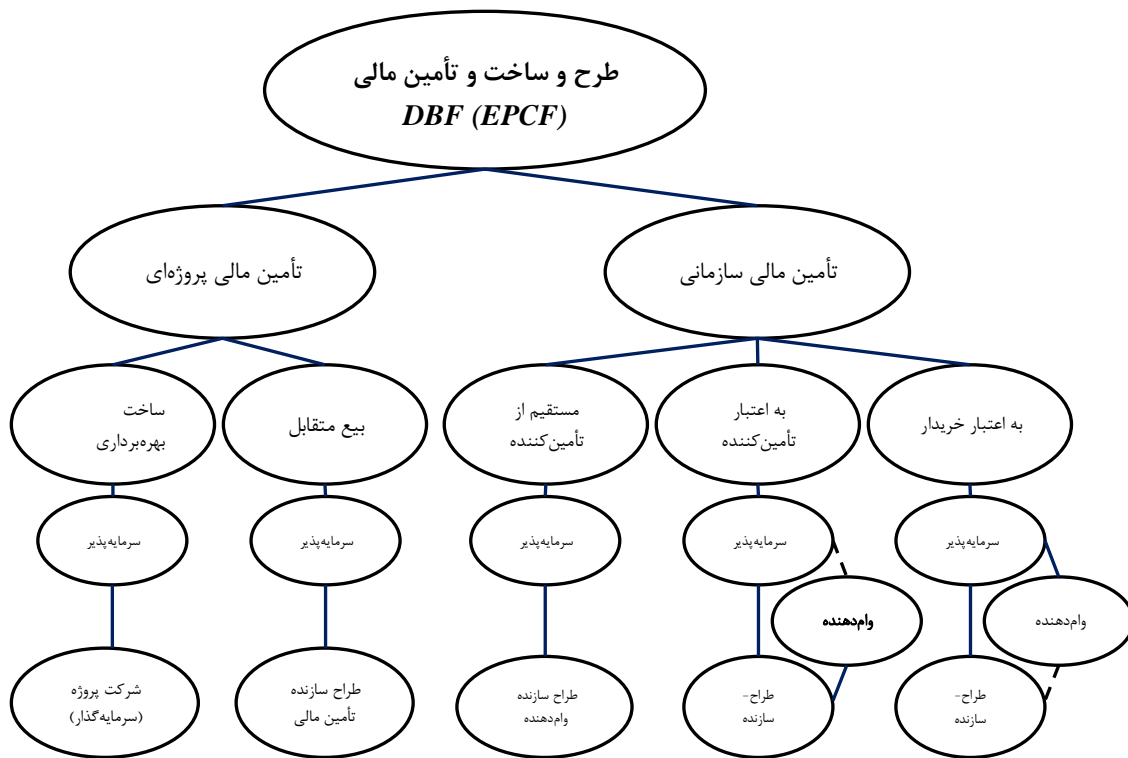 طرح و ساخت و تأمین مالی
DBF (EPCF)
تأمین مالی سازمانی
تأمین مالی پروژه‌ای
به اعتبار خریدار
به اعتبار
تأمین‌کننده
مستقیم از
تأمین‌کننده
بیع متقابل
ساخت
بهره‌برداری
سرمایه‌پذیر
سرمایه‌پذیر
سرمایه‌پذیر
سرمایه‌پذیر
سرمایه‌پذیر
وام‌دهنده
وام‌دهنده
طراح-
سازنده
طراح-
سازنده
طراح سازنده
وام‌دهنده
طراح سازنده
تأمین مالی
شرکت پروژه
(سرمایه‌گذار)